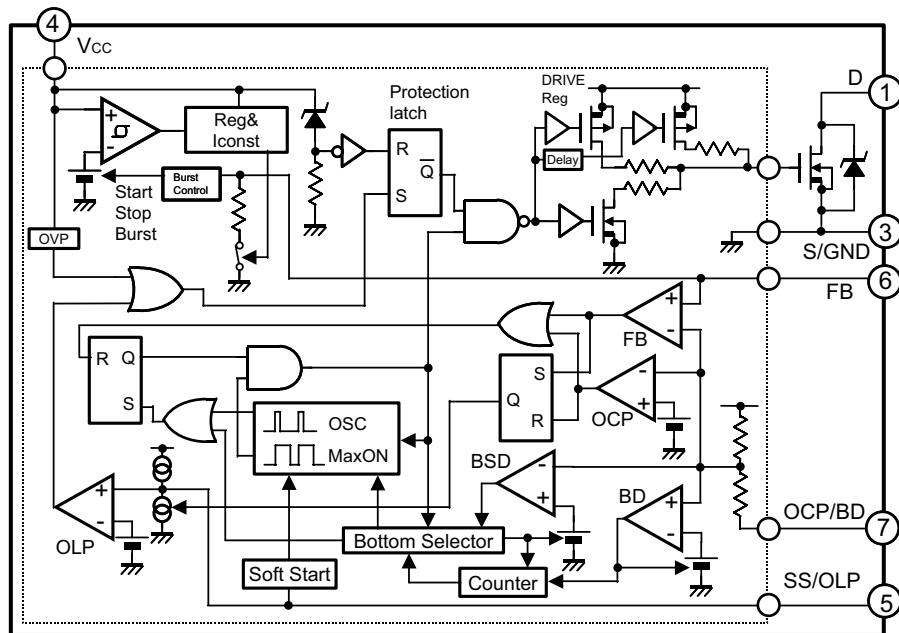 4
VCC
D
1
DRIVE
Reg
Protection
latch
+
-
Reg&
Iconst
R
Q
S
Delay
Burst
Control
Start
Stop
Burst
OVP
S/GND
3
6
FB
+
-
FB
R Q
S
S
Q
R
-
+
OCP
OSC
MaxON
BSD
-
+
BD
+
-
+
-
OLP
Bottom Selector
OCP/BD
7
Soft Start
Counter
SS/OLP
5